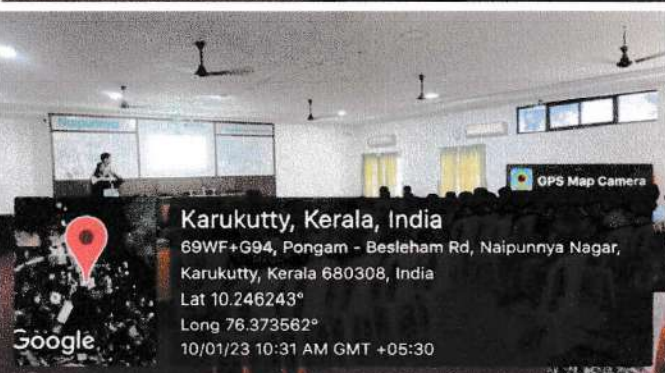 GPS Map Camera
Karukutty, Kerala, India
69WF+G94, Pongam - Besleham Rd, Naipunnya Nagar,
Karukutty, Kerala 680308, India
Lat 10.246243°
Long 76.373562°
10/01/23 10:31 AM GMT +05:30
Google